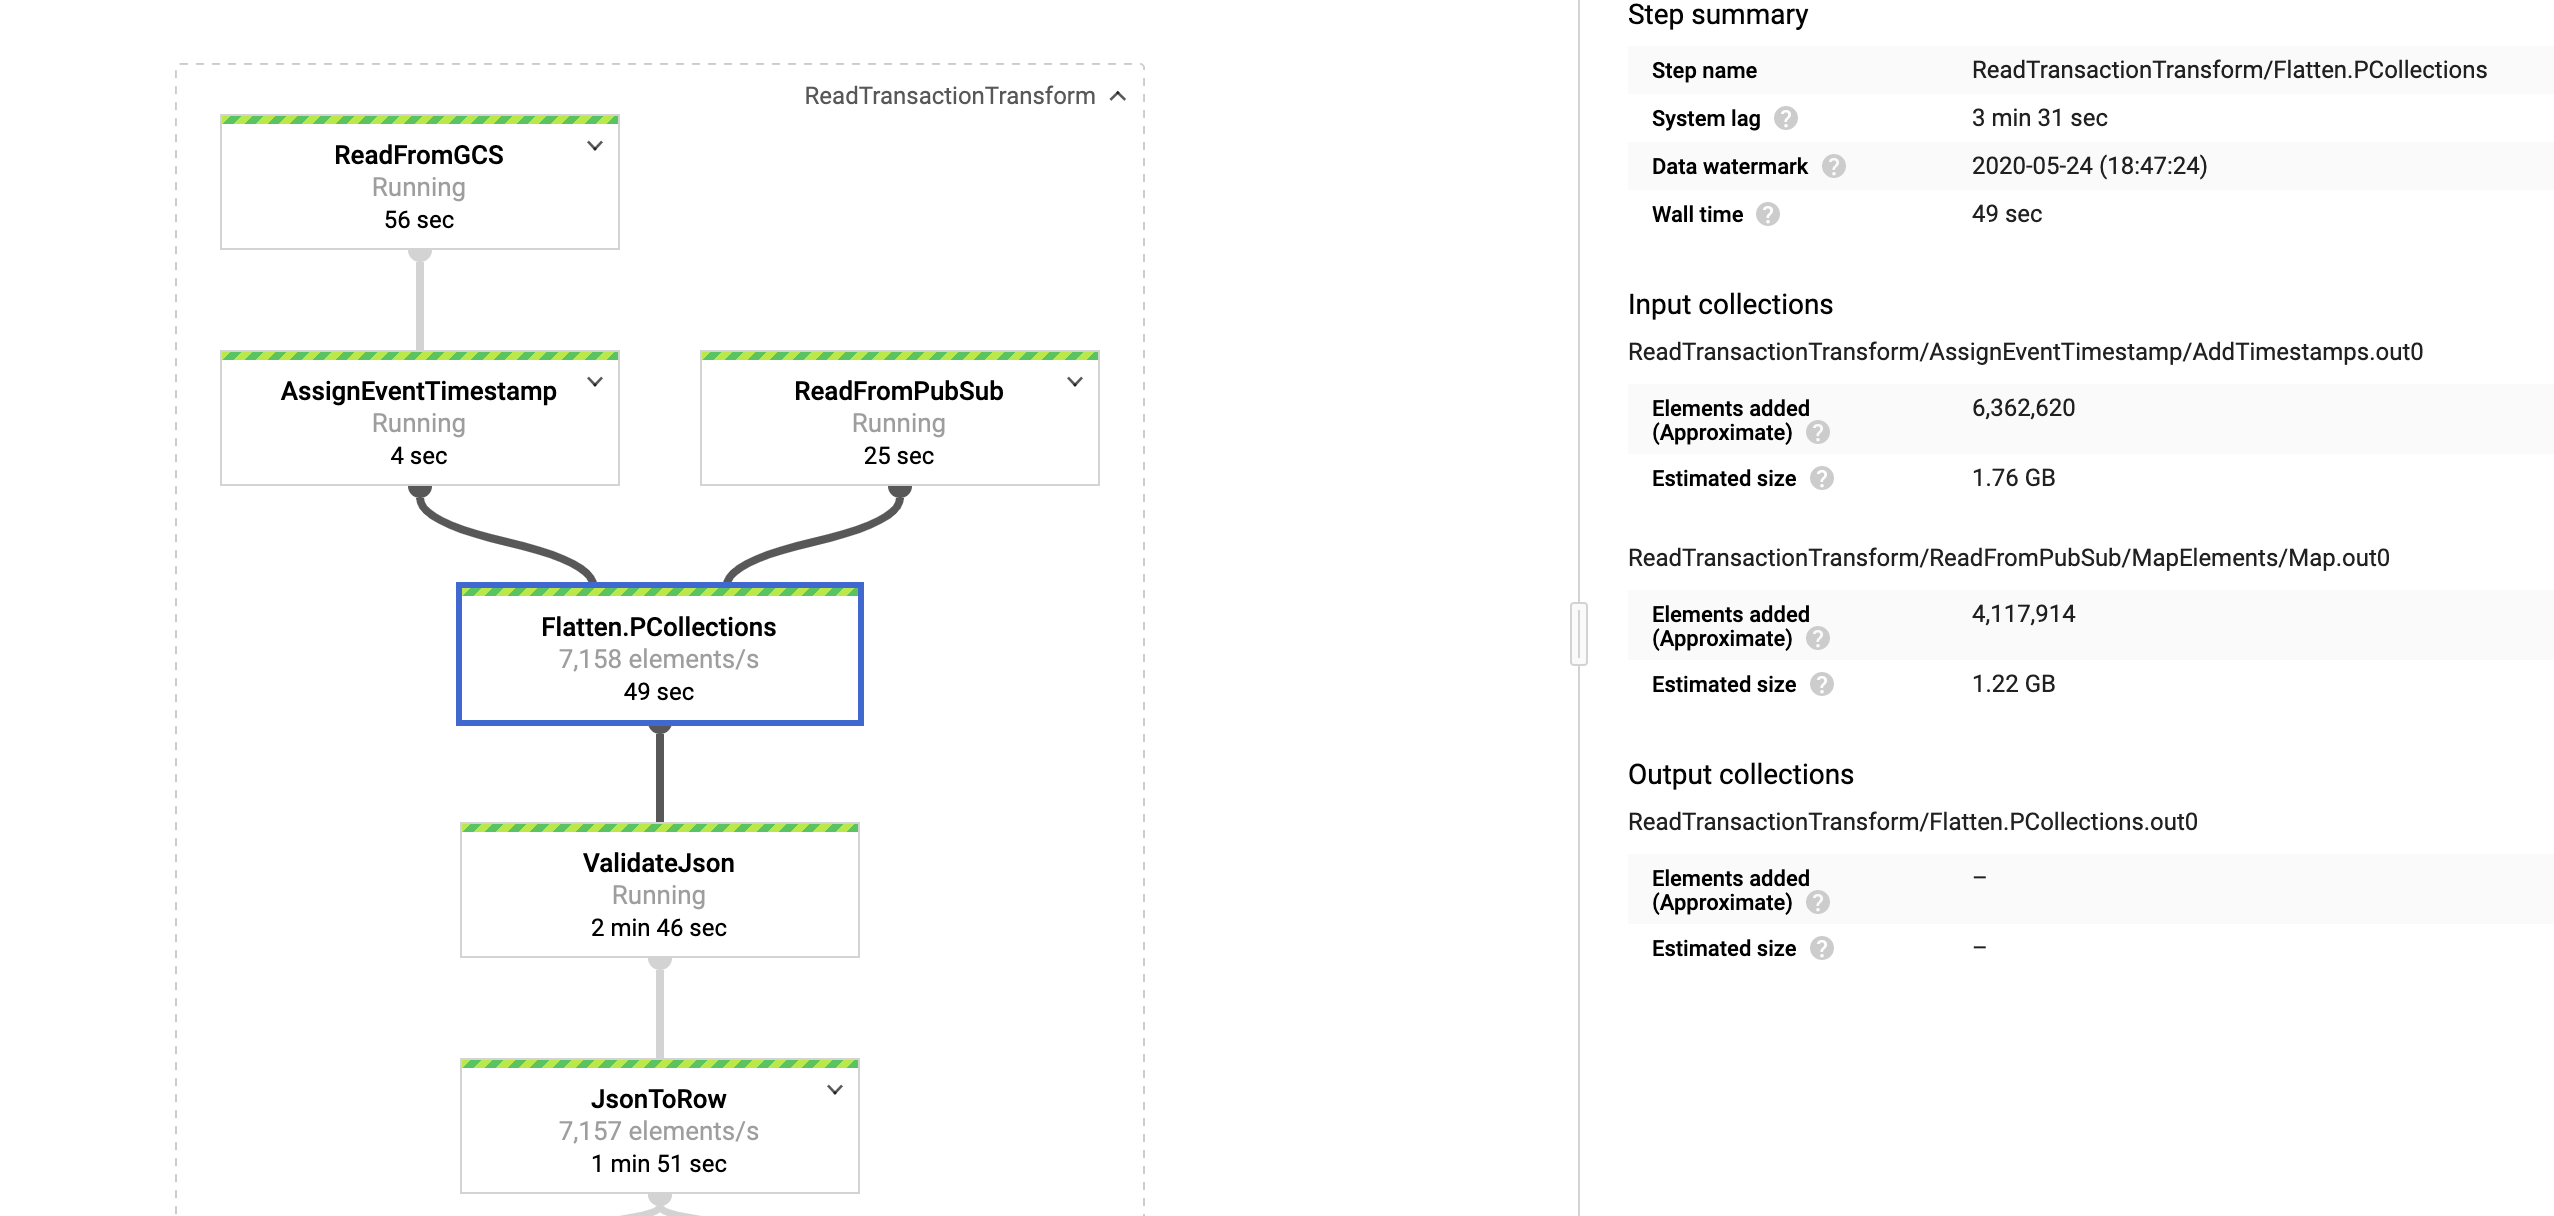 ReadTransactionTransform
ReadFromGCS
Running
56 sec
AssignEventTimestamp
Running
4 sec
ReadFromPubSub
Running
25 sec
Flatten.PCollections
7,158 elements/s
49 sec
ValidateJson
Running
2 min 46 sec
JsonToRow
7,157 elements/s
1 min 51 sec
Step summary
Step name ReadTransactionTransform/Flatten.PCollections
System lag ? 3 min 31 sec
Data watermark ? 2020-05-24 (18:47:24)
Wall time ? 49 sec
Input collections
ReadTransactionTransform/AssignEventTimestamp/AddTimestamps.out0
Elements added 6,362,620
(Approximate) ?
Estimated size ? 1.76 GB
ReadTransactionTransform/ReadFromPubSub/MapElements/Map.out0
Elements added 4,117,914
(Approximate) ?
Estimated size ? 1.22 GB
Output collections
ReadTransactionTransform/Flatten.PCollections.out0
Elements added –
(Approximate) ?
Estimated size ? –